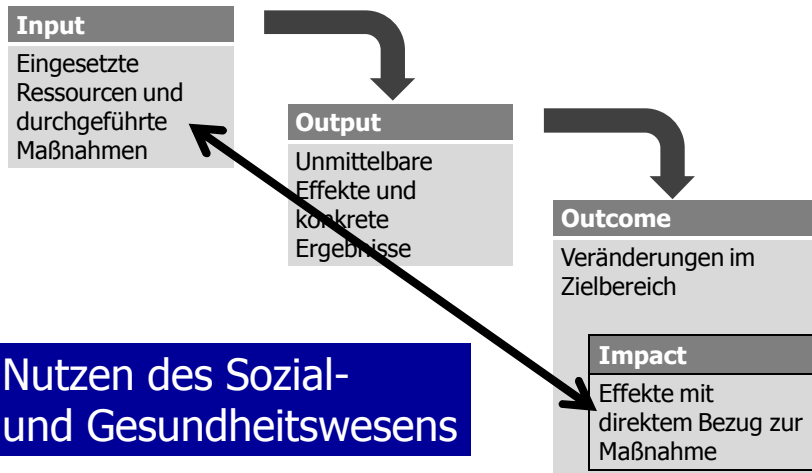 Input
Eingesetzte
Ressourcen und
durchgeführte
Maßnahmen
Output
Unmittelbare
Effekte und
konkrete
Ergebnisse
Outcome
Veränderungen im
Zielbereich
Impact
Effekte mit
direktem Bezug zur
Maßnahme
Nutzen des Sozial-
und Gesundheitswesens